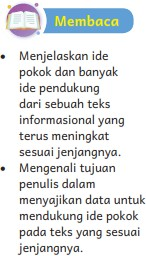 Membaca
• Menjelaskan ide
pokok dan banyak
ide pendukung
dari sebuah teks
informasional yang
terus meningkat
sesuai jenjangnya.
• Mengenali tujuan
penulis dalam
menyajikan data untuk
mendukung ide pokok
pada teks yang sesuai
jenjangnya.